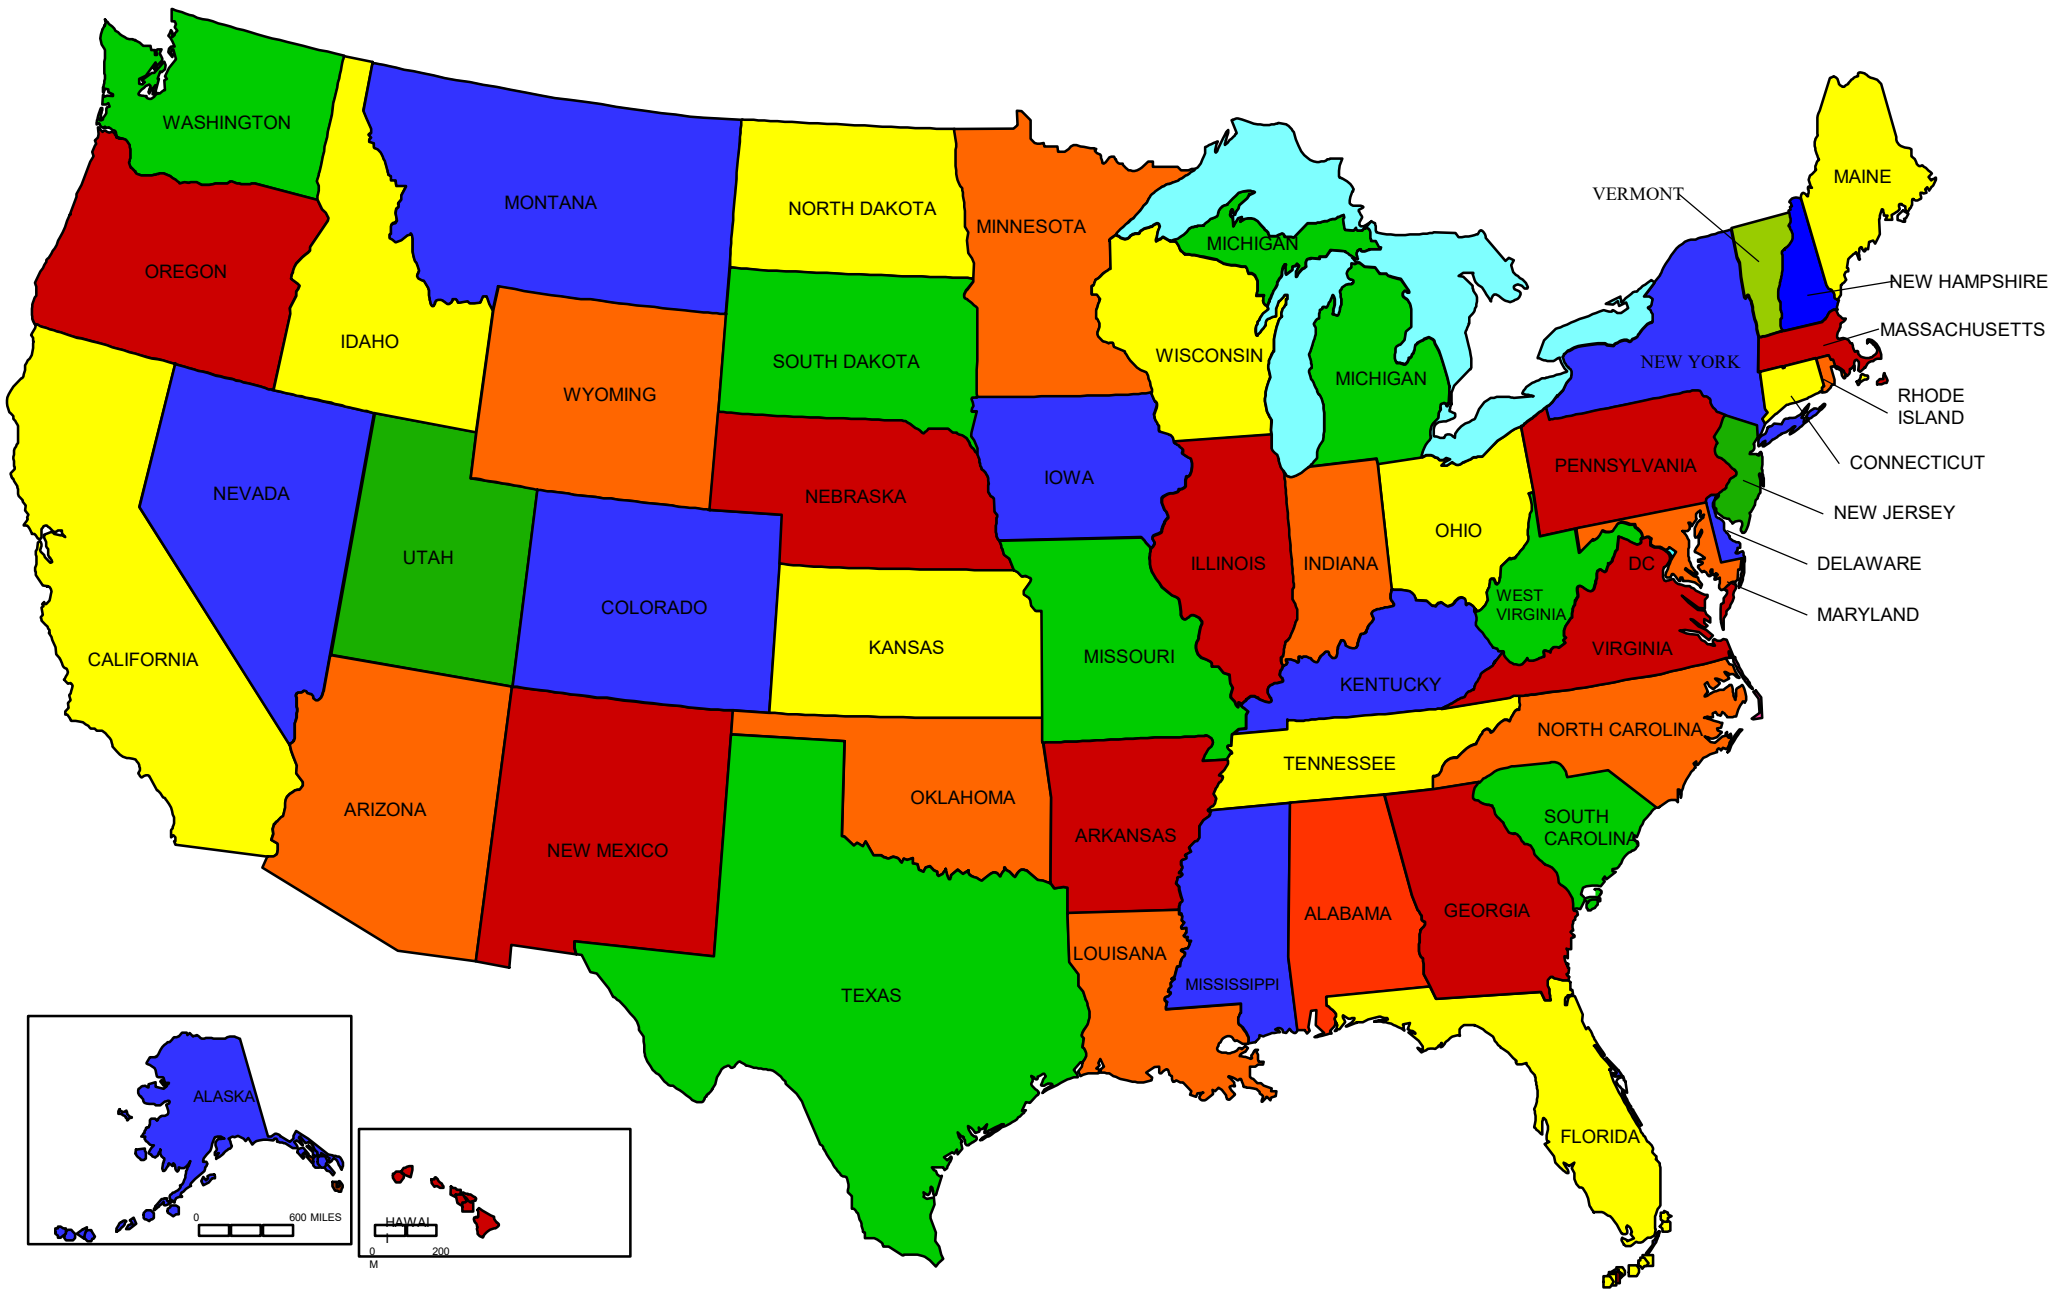 WASHINGTON
MAINE
VERMONT
MONTANA
NORTH DAKOTA
MINNESOTA
MICHIGAN
OREGON
NEW HAMPSHIRE
MASSACHUSETTS
IDAHO
WISCONSIN
SOUTH DAKOTA
NEW YORK
MICHIGAN
WYOMING
RHODE
ISLAND
PENNSYLVANIA
CONNECTICUT
IOWA
NEVADA
NEBRASKA
NEW JERSEY
OHIO
UTAH
ILLINOIS
INDIANA
DC
DELAWARE
WEST
VIRGINIA
COLORADO
MARYLAND
KANSAS
VIRGINIA
MISSOURI
CALIFORNIA
KENTUCKY
NORTH CAROLINA
TENNESSEE
OKLAHOMA
ARIZONA
SOUTH
CAROLINA
ARKANSAS
NEW MEXICO
GEORGIA
ALABAMA
LOUISANA
MISSISSIPPI
TEXAS
ALASKA
FLORIDA
0 600 MILES
HAWAI
I
0 200
M